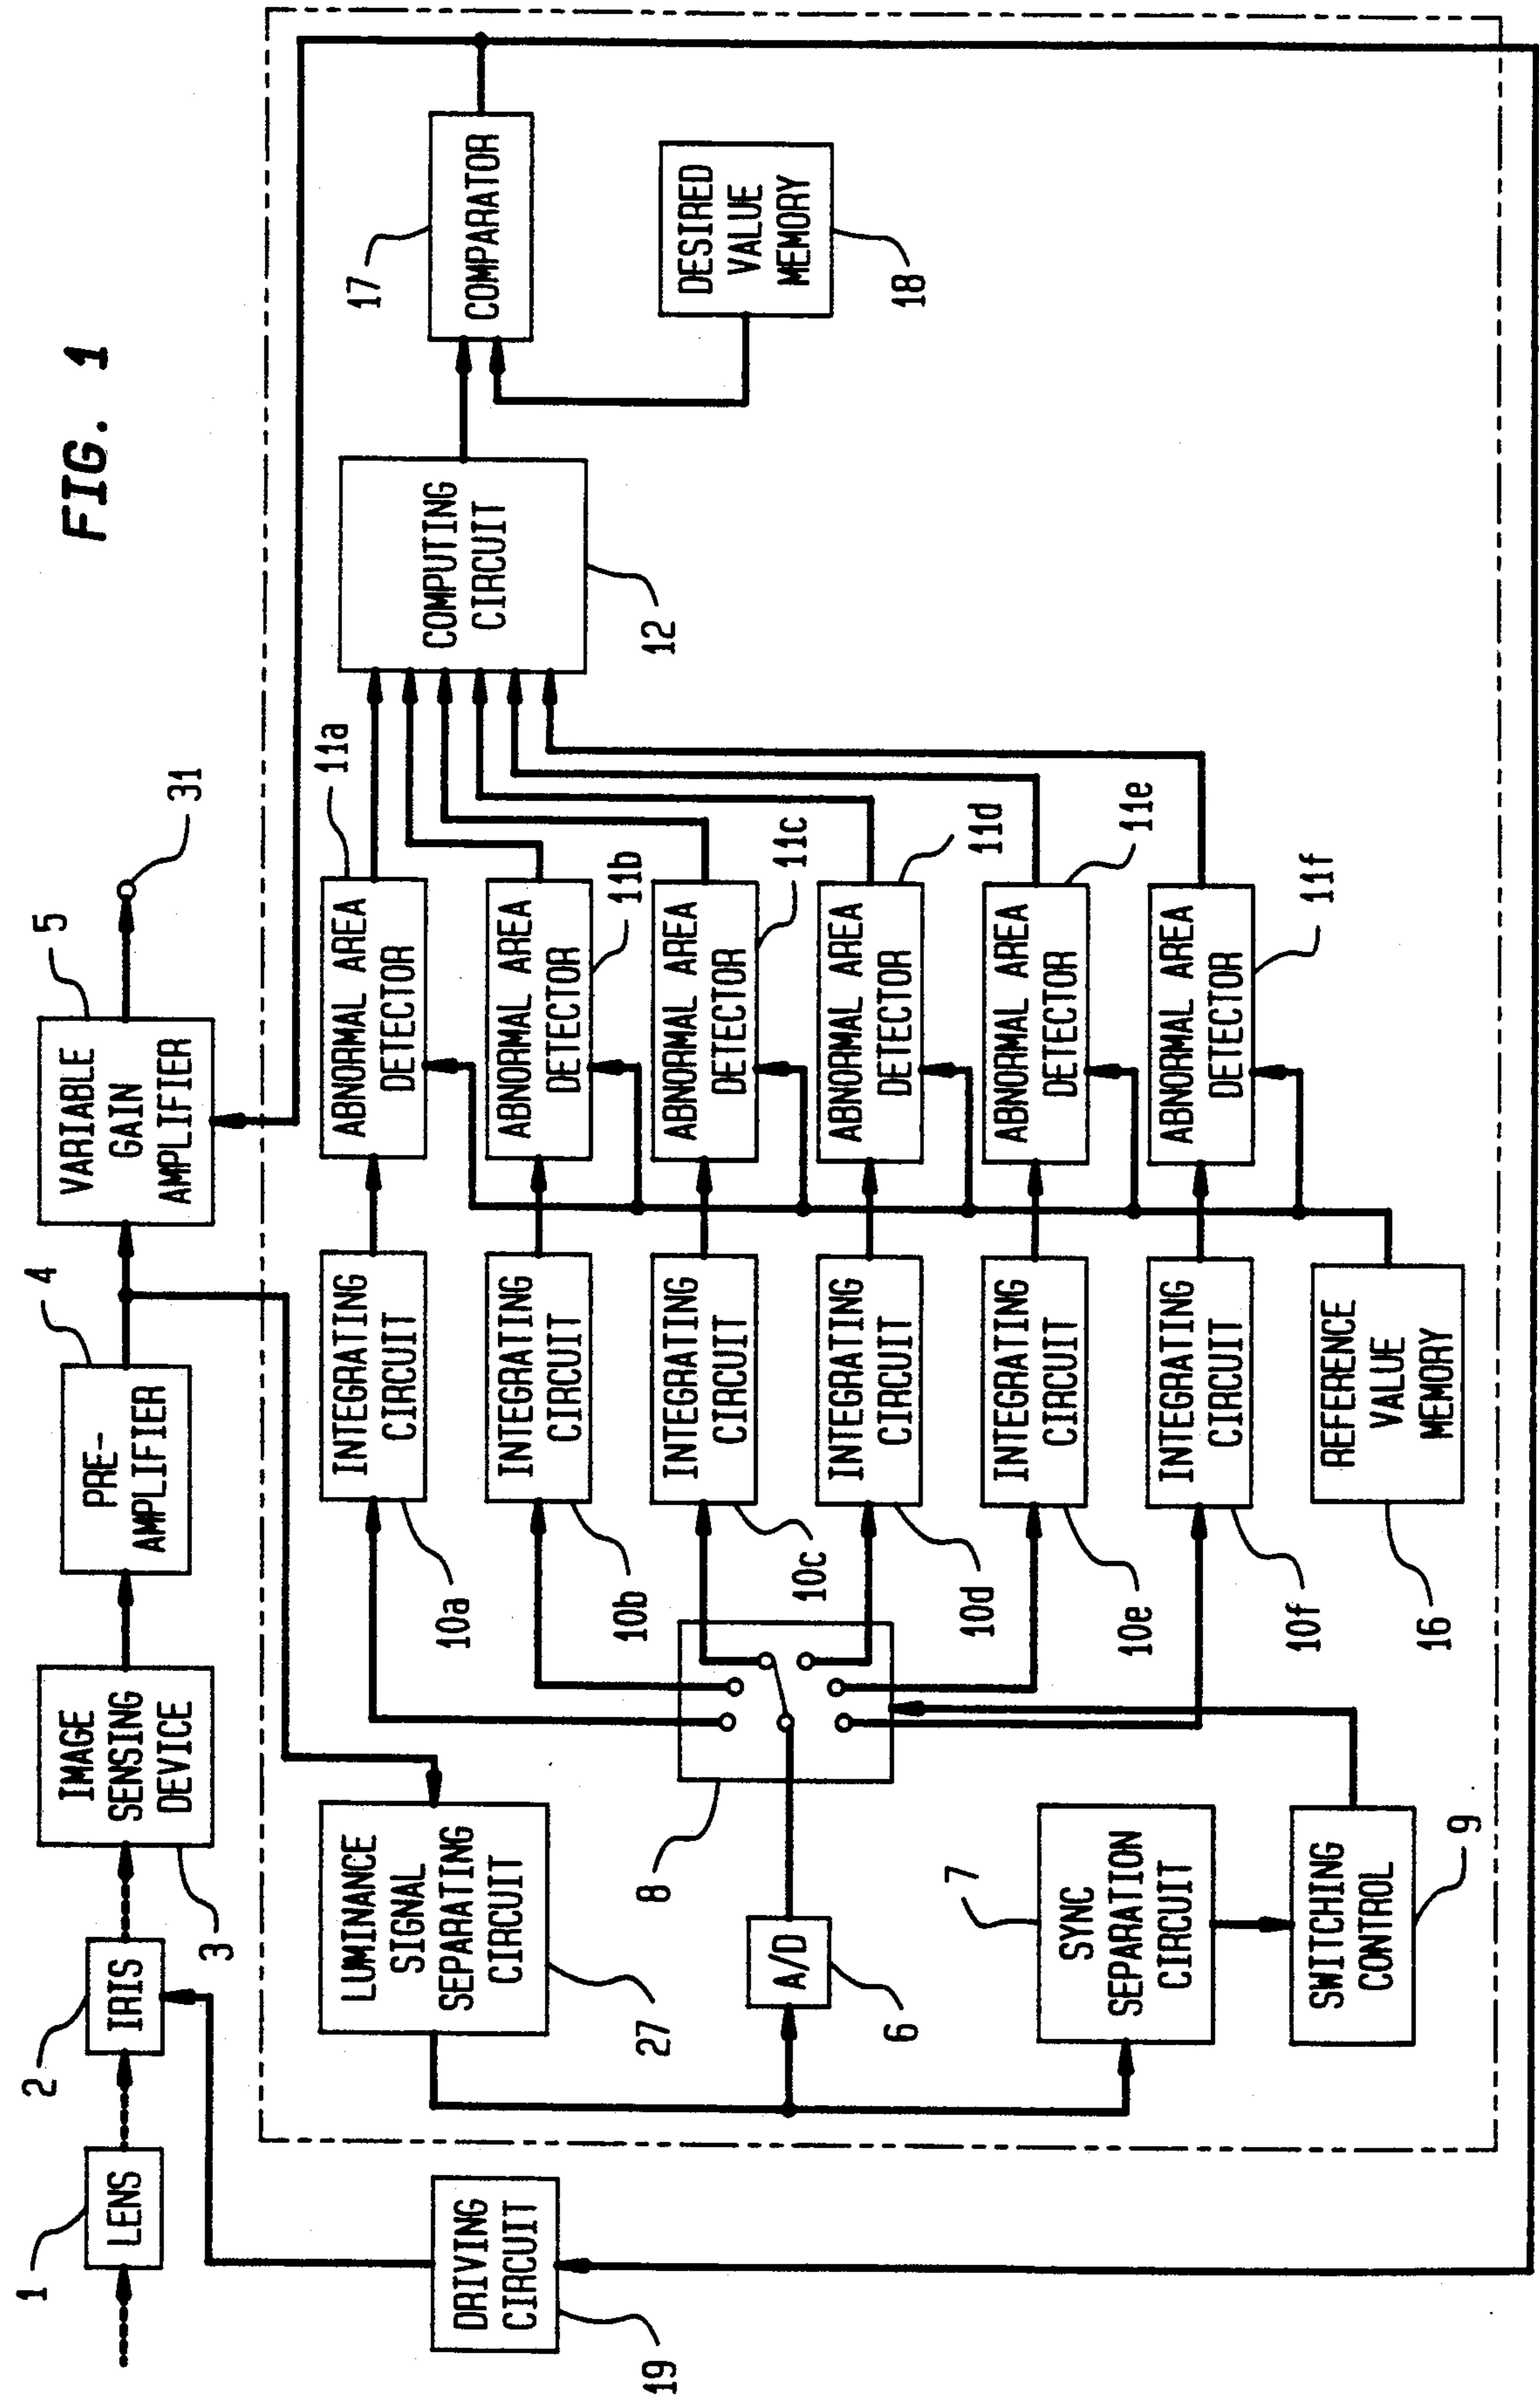 FIG. 1
1
LENS
2
IRIS
3
IMAGE
SENSING
DEVICE
4
PRE-
AMPLIFIER
5
VARIABLE
GAIN
AMPLIFIER
31
19
DRIVING
CIRCUIT
27
LUMINANCE
SIGNAL
SEPARATING
CIRCUIT
6
A/D
7
SYNC
SEPARATION
CIRCUIT
9
SWITCHING
CONTROL
8
10a
INTEGRATING
CIRCUIT
10b
INTEGRATING
CIRCUIT
10c
INTEGRATING
CIRCUIT
10d
INTEGRATING
CIRCUIT
10e
INTEGRATING
CIRCUIT
10f
INTEGRATING
CIRCUIT
16
REFERENCE
VALUE
MEMORY
11a
ABNORMAL AREA
DETECTOR
11b
ABNORMAL AREA
DETECTOR
11c
ABNORMAL AREA
DETECTOR
11d
ABNORMAL AREA
DETECTOR
11e
ABNORMAL AREA
DETECTOR
11f
ABNORMAL AREA
DETECTOR
12
COMPUTING
CIRCUIT
17
COMPARATOR
18
DESIRED
VALUE
MEMORY